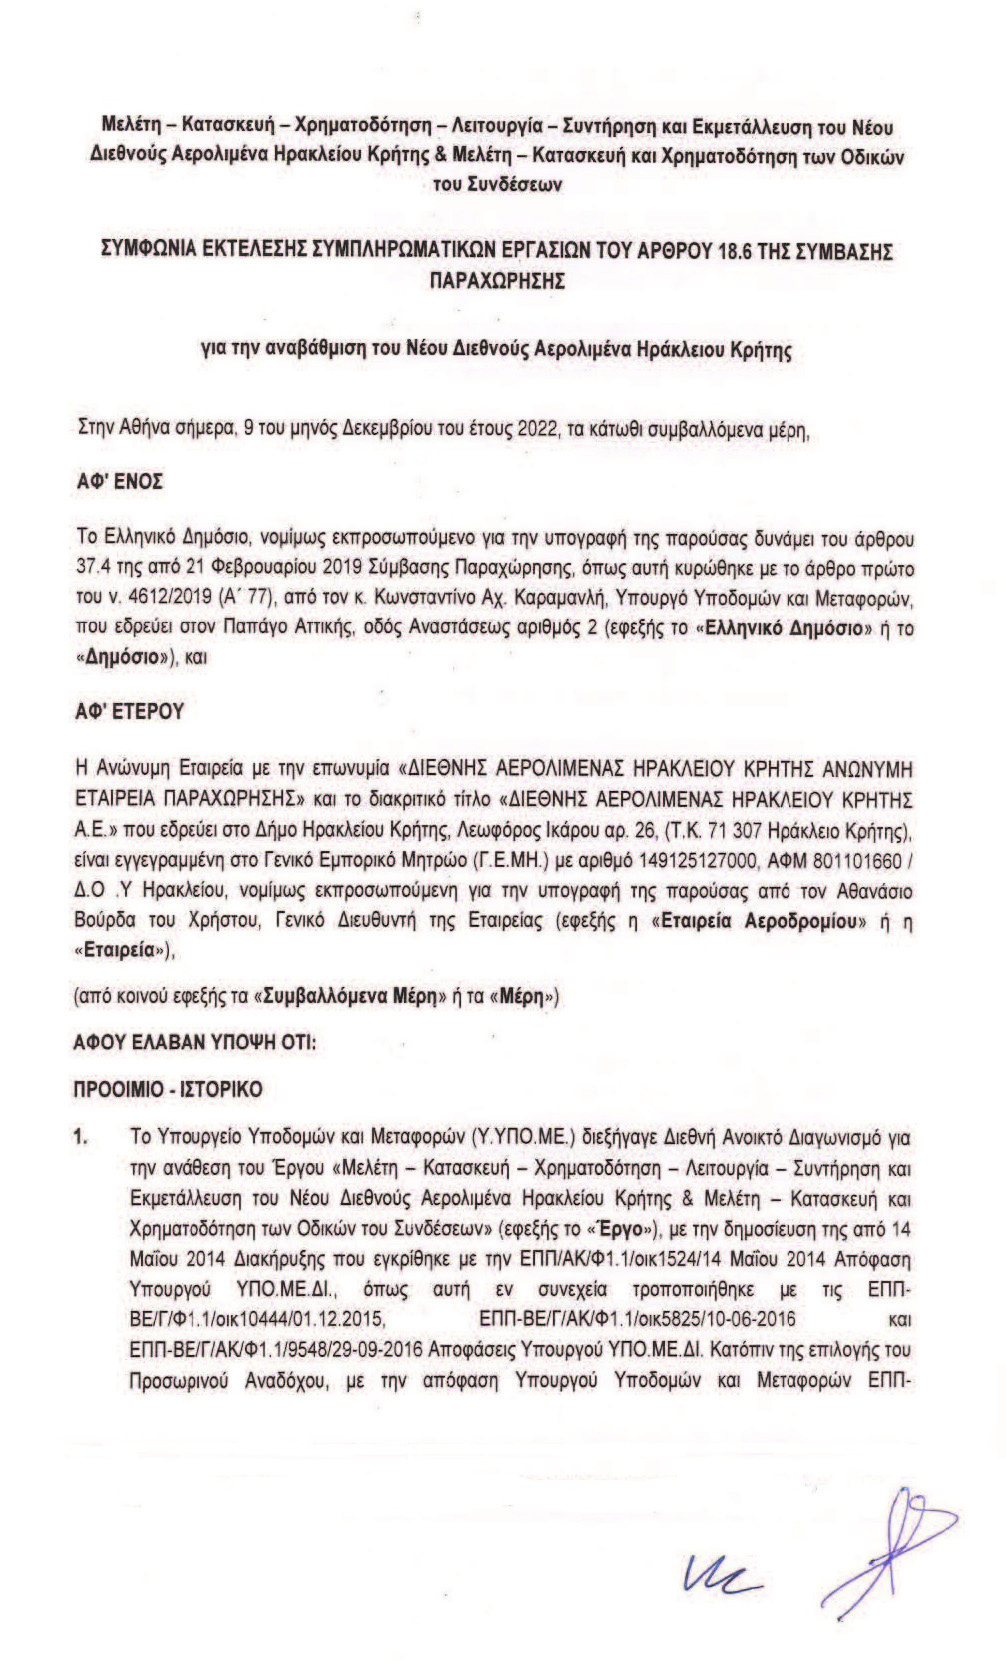 Μελέτη – Κατασκευή – Χρηματοδότηση – Λειτουργία – Συντήρηση και Εκμετάλλευση του Νέου
Διεθνούς Αερολιμένα Ηρακλείου Κρήτης & Μελέτη – Κατασκευή και Χρηματοδότηση των Οδικών
του Συνδέσεων
ΣΥΜΦΩΝΙΑ ΕΚΤΕΛΕΣΗΣ ΣΥΜΠΛΗΡΩΜΑΤΙΚΩΝ ΕΡΓΑΣΙΩΝ ΤΟΥ ΑΡΘΡΟΥ 18.6 ΤΗΣ ΣΥΜΒΑΣΗΣ
ΠΑΡΑΧΩΡΗΣΗΣ
για την αναβάθμιση του Νέου Διεθνούς Αερολιμένα Ηράκλειου Κρήτης
Στην Αθήνα σήμερα, 9 του μηνός Δεκεμβρίου του έτους 2022, τα κάτωθι συμβαλλόμενα μέρη,
ΑΦ' ΕΝΟΣ
Το Ελληνικό Δημόσιο, νομίμως εκπροσωπούμενο για την υπογραφή της παρούσας δυνάμει του άρθρου
37.4 της από 21 Φεβρουαρίου 2019 Σύμβασης Παραχώρησης, όπως αυτή κυρώθηκε με το άρθρο πρώτο
του ν. 4612/2019 (Α΄ 77), από τον κ. Κωνσταντίνο Αχ. Καραμανλή, Υπουργό Υποδομών και Μεταφορών,
που εδρεύει στον Παπάγο Αττικής, οδός Αναστάσεως αριθμός 2 (εφεξής το «Ελληνικό Δημόσιο» ή το
«Δημόσιο»), και
ΑΦ' ΕΤΕΡΟΥ
Η Ανώνυμη Εταιρεία με την επωνυμία «ΔΙΕΘΝΗΣ ΑΕΡΟΛΙΜΕΝΑΣ ΗΡΑΚΛΕΙΟΥ ΚΡΗΤΗΣ ΑΝΩΝΥΜΗ
ΕΤΑΙΡΕΙΑ ΠΑΡΑΧΩΡΗΣΗΣ» και το διακριτικό τίτλο «ΔΙΕΘΝΗΣ ΑΕΡΟΛΙΜΕΝΑΣ ΗΡΑΚΛΕΙΟΥ ΚΡΗΤΗΣ
Α.Ε.» που εδρεύει στο Δήμο Ηρακλείου Κρήτης, Λεωφόρος Ικάρου αρ. 26, (Τ.Κ. 71 307 Ηράκλειο Κρήτης),
είναι εγγεγραμμένη στο Γενικό Εμπορικό Μητρώο (Γ.Ε.ΜΗ.) με αριθμό 149125127000, ΑΦΜ 801101660 /
Δ.Ο .Υ Ηρακλείου, νομίμως εκπροσωπούμενη για την υπογραφή της παρούσας από τον Αθανάσιο
Βούρδα του Χρήστου, Γενικό Διευθυντή της Εταιρείας (εφεξής η «Εταιρεία Αεροδρομίου» ή η
«Εταιρεία»),
(από κοινού εφεξής τα «Συμβαλλόμενα Μέρη» ή τα «Μέρη»)
ΑΦΟΥ ΕΛΑΒΑΝ ΥΠΟΨΗ ΟΤΙ:
ΠΡΟΟΙΜΙΟ - ΙΣΤΟΡΙΚΟ
1. Το Υπουργείο Υποδομών και Μεταφορών (Υ.ΥΠΟ.ΜΕ.) διεξήγαγε Διεθνή Ανοικτό Διαγωνισμό για
την ανάθεση του Έργου «Μελέτη – Κατασκευή – Χρηματοδότηση – Λειτουργία – Συντήρηση και
Εκμετάλλευση του Νέου Διεθνούς Αερολιμένα Ηρακλείου Κρήτης & Μελέτη – Κατασκευή και
Χρηματοδότηση των Οδικών του Συνδέσεων» (εφεξής το «Έργο»), με την δημοσίευση της από 14
Μαΐου 2014 Διακήρυξης που εγκρίθηκε με την ΕΠΠ/ΑΚ/Φ1.1/οικ1524/14 Μαΐου 2014 Απόφαση
Υπουργού ΥΠΟ.ΜΕ.ΔΙ., όπως αυτή εν συνεχεία τροποποιήθηκε με τις ΕΠΠ-
ΒΕ/Γ/Φ1.1/οικ10444/01.12.2015, ΕΠΠ-ΒΕ/Γ/ΑΚ/Φ1.1/οικ5825/10-06-2016 και
ΕΠΠ-ΒΕ/Γ/ΑΚ/Φ1.1/9548/29-09-2016 Αποφάσεις Υπουργού ΥΠΟ.ΜΕ.ΔΙ. Κατόπιν της επιλογής του
Προσωρινού Αναδόχου, με την απόφαση Υπουργού Υποδομών και Μεταφορών ΕΠΠ-